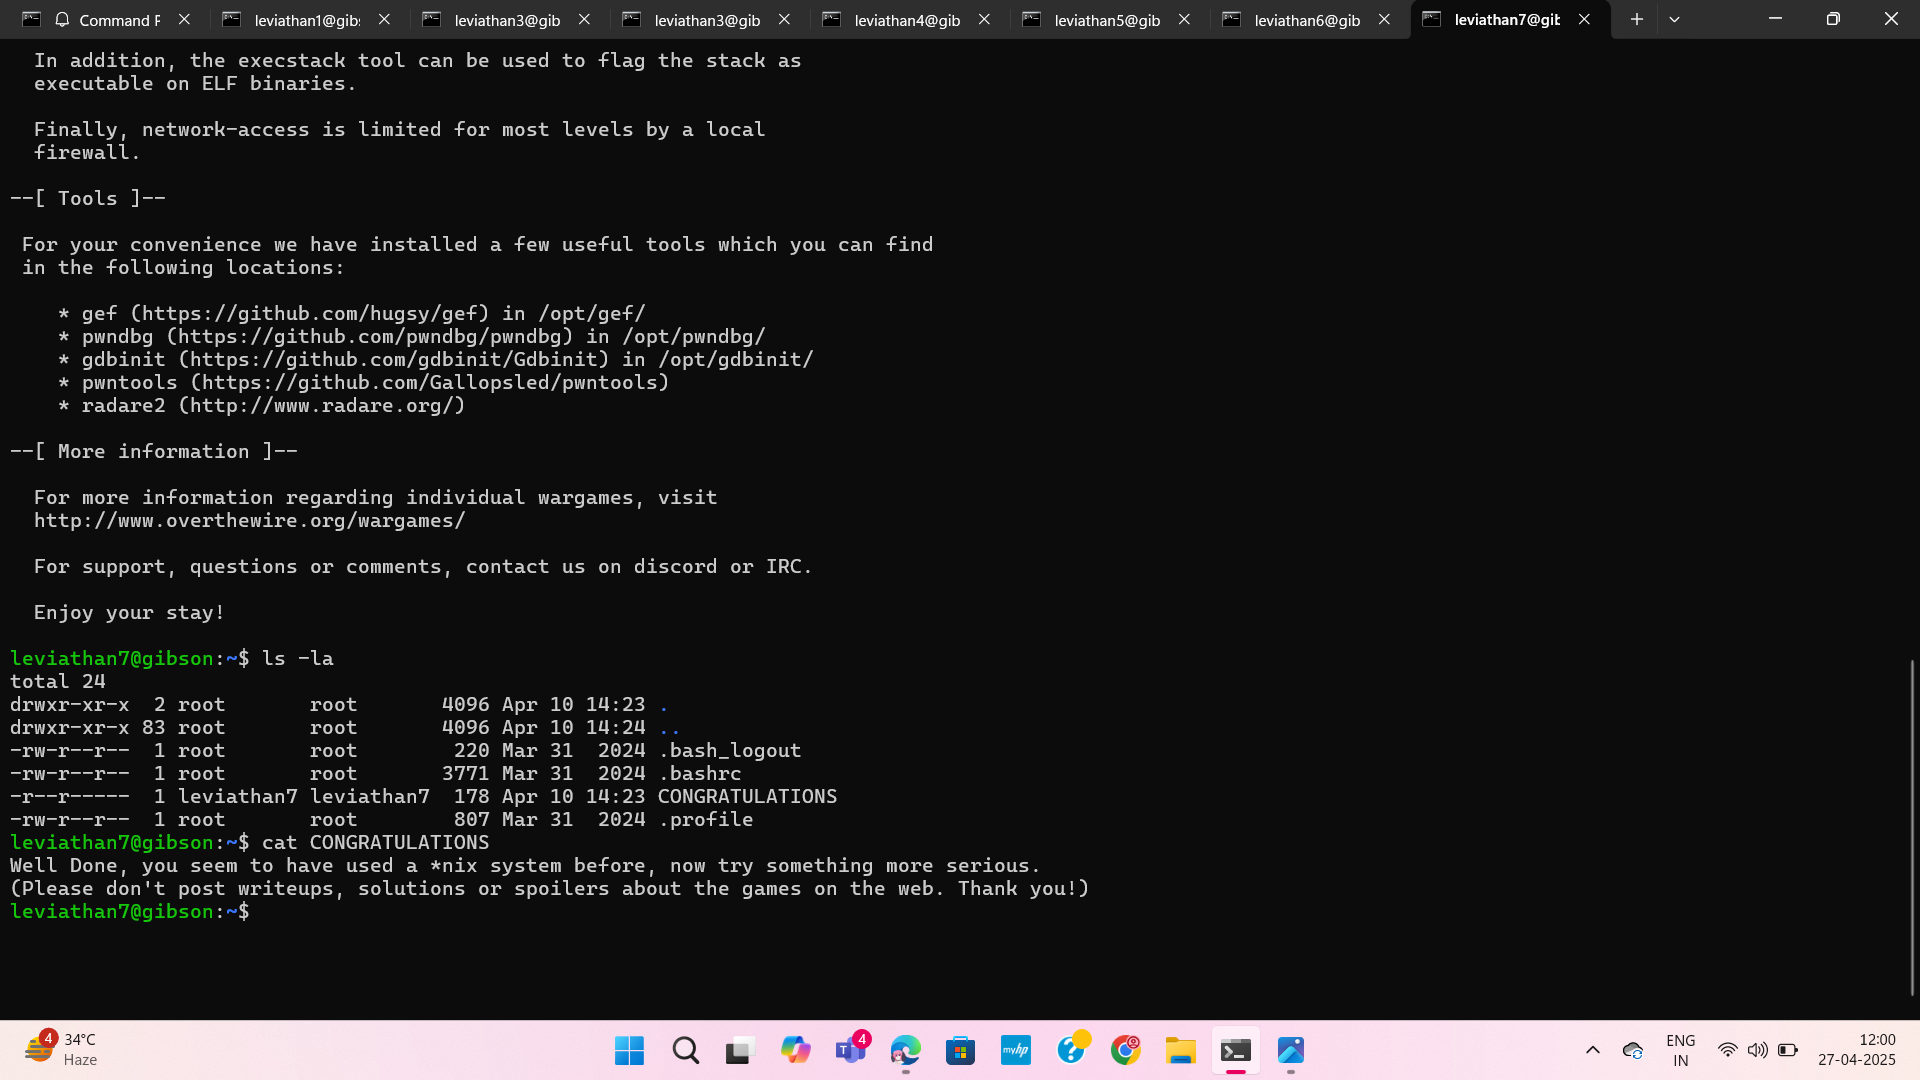 Command P
leviathan1@gibs
leviathan3@gib
leviathan3@gib
leviathan4@gib
leviathan5@gib
leviathan6@gib
leviathan7@gib
In addition, the execstack tool can be used to flag the stack as
executable on ELF binaries.
Finally, network-access is limited for most levels by a local
firewall.
--[ Tools ]--
For your convenience we have installed a few useful tools which you can find
in the following locations:
* gef (https://github.com/hugsy/gef) in /opt/gef/
* pwndbg (https://github.com/pwndbg/pwndbg) in /opt/pwndbg/
* gdbinit (https://github.com/gdbinit/Gdbinit) in /opt/gdbinit/
* pwntools (https://github.com/Gallopsled/pwntools)
* radare2 (http://www.radare.org/)
--[ More information ]--
For more information regarding individual wargames, visit
http://www.overthewire.org/wargames/
For support, questions or comments, contact us on discord or IRC.
Enjoy your stay!
leviathan7@gibson:~$ ls -la
total 24
drwxr-xr-x  2 root       root       4096 Apr 10 14:23 .
drwxr-xr-x 83 root       root       4096 Apr 10 14:24 ..
-rw-r--r--  1 root       root        220 Mar 31  2024 .bash_logout
-rw-r--r--  1 root       root       3771 Mar 31  2024 .bashrc
-r--r-----  1 leviathan7 leviathan7  178 Apr 10 14:23 CONGRATULATIONS
-rw-r--r--  1 root       root        807 Mar 31  2024 .profile
leviathan7@gibson:~$ cat CONGRATULATIONS
Well Done, you seem to have used a *nix system before, now try something more serious.
(Please don't post writeups, solutions or spoilers about the games on the web. Thank you!)
leviathan7@gibson:~$
4
34°C
Haze
4
myhp
ENG
IN
12:00
27-04-2025